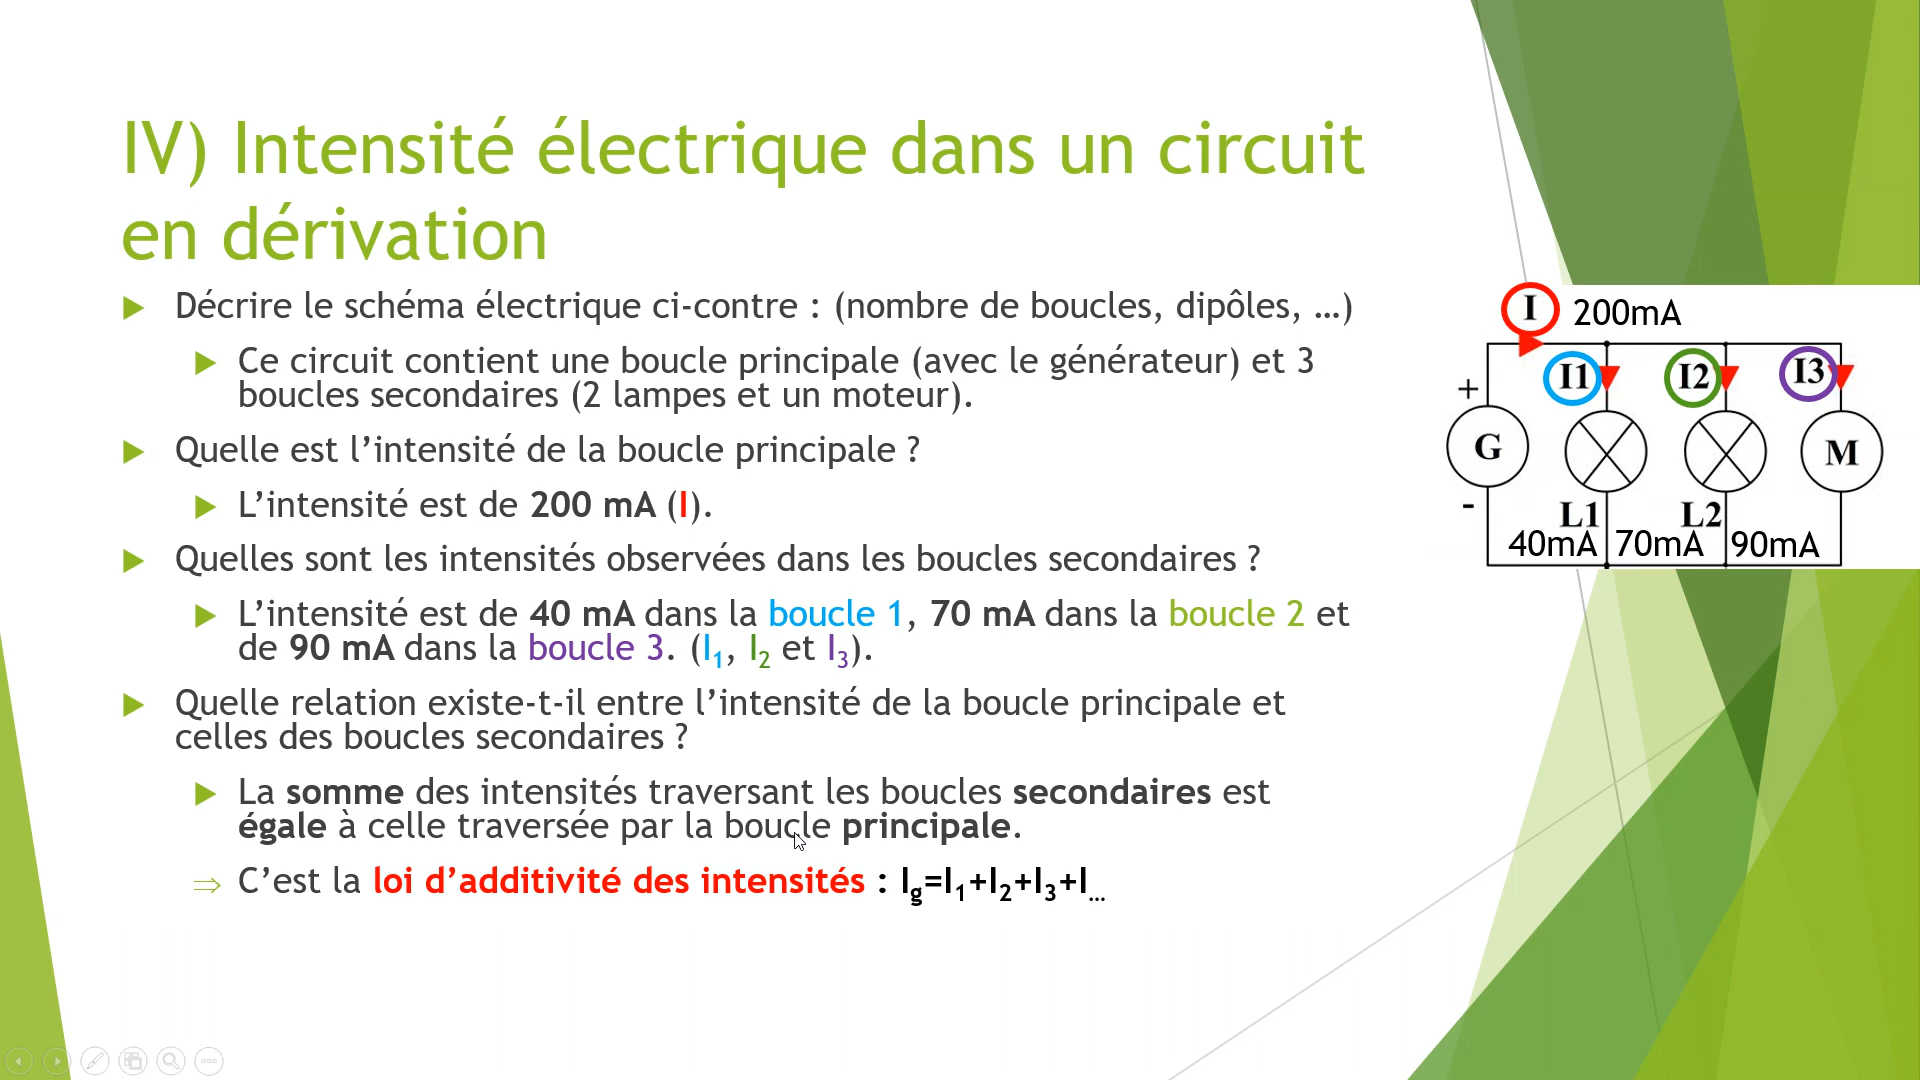 IV) Intensité électrique dans un circuit
en dérivation
Décrire le schéma électrique ci-contre : (nombre de boucles, dipôles, …)
Ce circuit contient une boucle principale (avec le générateur) et 3
boucles secondaires (2 lampes et un moteur).
Quelle est l’intensité de la boucle principale ?
L’intensité est de 200 mA (I).
Quelles sont les intensités observées dans les boucles secondaires ?
L’intensité est de 40 mA dans la boucle 1, 70 mA dans la boucle 2 et
de 90 mA dans la boucle 3. (I₁, I₂ et I₃).
Quelle relation existe-t-il entre l’intensité de la boucle principale et
celles des boucles secondaires ?
La somme des intensités traversant les boucles secondaires est
égale à celle traversée par la boucle principale.
⇒ C’est la loi d’additivité des intensités : Ig=I₁+I₂+I₃+I…
I 200mA
I1 I2 I3
+
G M
-
L1 L2
40mA 70mA 90mA